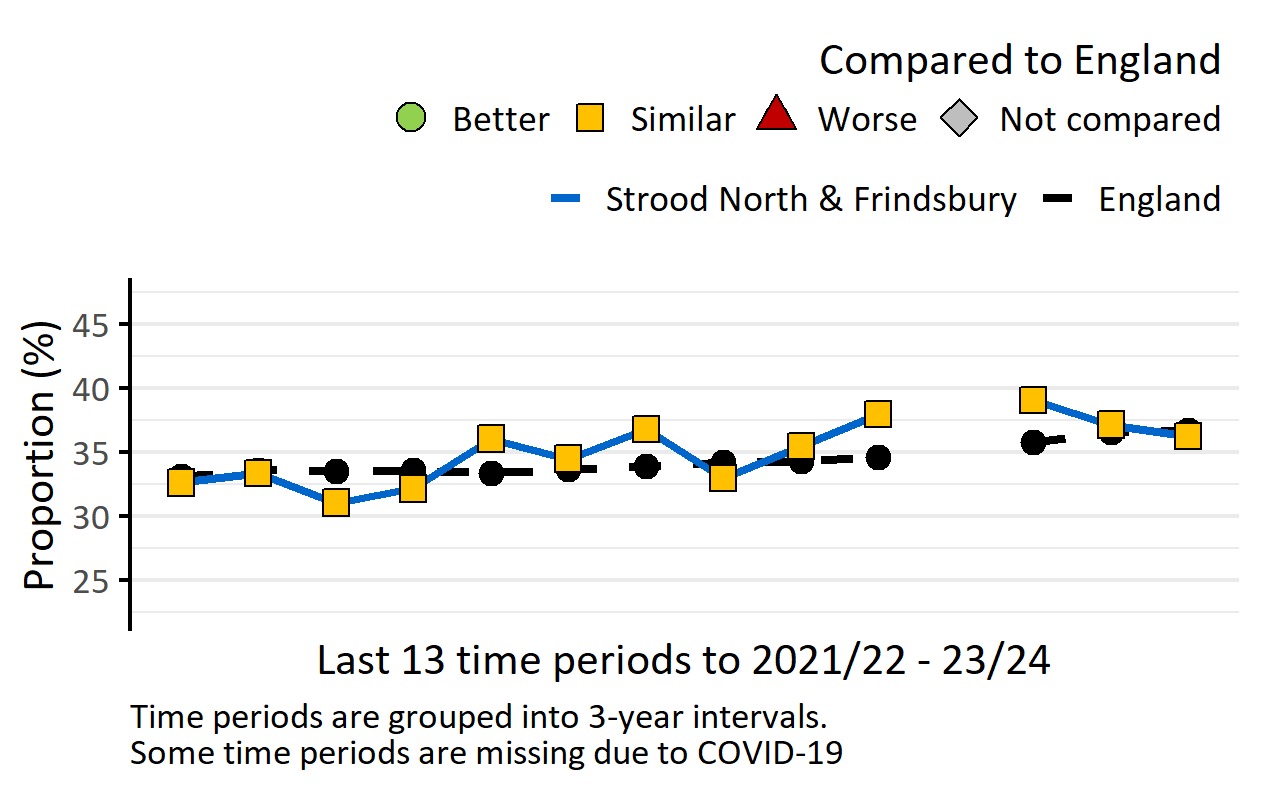 Compared to England
Better Similar Worse Not compared
Strood North & Frindsbury England
Proportion (%)
45
40
35
30
25
Last 13 time periods to 2021/22 - 23/24
Time periods are grouped into 3-year intervals.
Some time periods are missing due to COVID-19